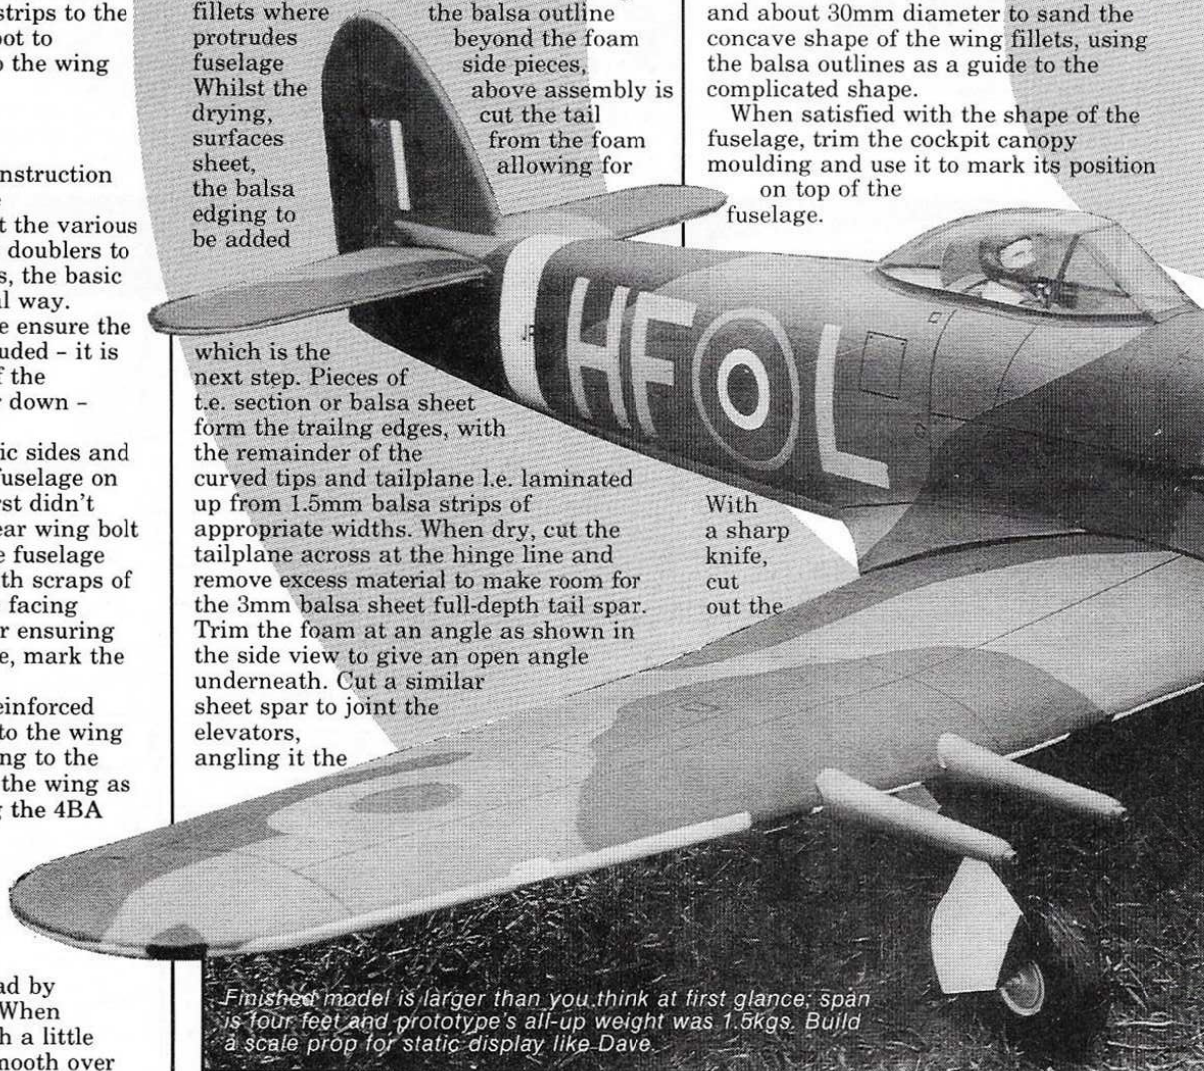 strips to the
oot to
o the wing
nstruction
t the various
doublers to
s, the basic
l way.
e ensure the
uded – it is
f the
r down –
ic sides and
uselage on
rst didn't
ear wing bolt
e fuselage
th scraps of
facing
r ensuring
e, mark the
einforced
to the wing
ng to the
the wing as
g the 4BA
ad by
When
h a little
mooth over
fillets where the balsa outline
protrudes beyond the foam
fuselage side pieces,
Whilst the above assembly is
drying, cut the tail
surfaces from the foam
sheet, allowing for
the balsa
edging to
be added
which is the
next step. Pieces of
t.e. section or balsa sheet
form the trailng edges, with
the remainder of the
curved tips and tailplane l.e. laminated
up from 1.5mm balsa strips of
appropriate widths. When dry, cut the
tailplane across at the hinge line and
remove excess material to make room for
the 3mm balsa sheet full-depth tail spar.
Trim the foam at an angle as shown in
the side view to give an open angle
underneath. Cut a similar
sheet spar to joint the
elevators,
angling it the
and about 30mm diameter to sand the
concave shape of the wing fillets, using
the balsa outlines as a guide to the
complicated shape.
When satisfied with the shape of the
fuselage, trim the cockpit canopy
moulding and use it to mark its position
on top of the
fuselage.
With
a sharp
knife,
cut
out the
HF L
Finished model is larger than you think at first glance; span
is four feet and prototype's all-up weight was 1.5kgs. Build
a scale prop for static display like Dave.